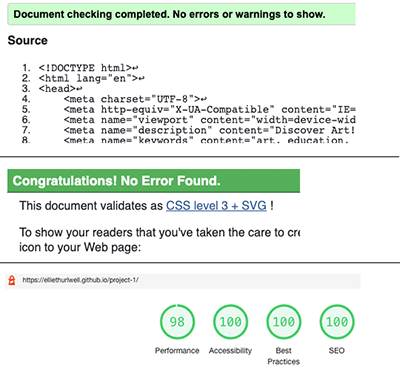 Document checking completed. No errors or warnings to show.
Source
1. <!DOCTYPE html>↩
2. <html lang="en">↩
3. <head>↩
4. <meta charset="UTF-8">↩
5. <meta http-equiv="X-UA-Compatible" content="IE=
6. <meta name="viewport" content="width=device-wid
7. <meta name="description" content="Discover Art!
8. <meta name="keywords" content="art, education,
Congratulations! No Error Found.
This document validates as CSS level 3 + SVG !
To show your readers that you've taken the care to cre
icon to your Web page:
https://elliethurlwell.github.io/project-1/
98 100 100 100
Performance Accessibility Best Practices SEO